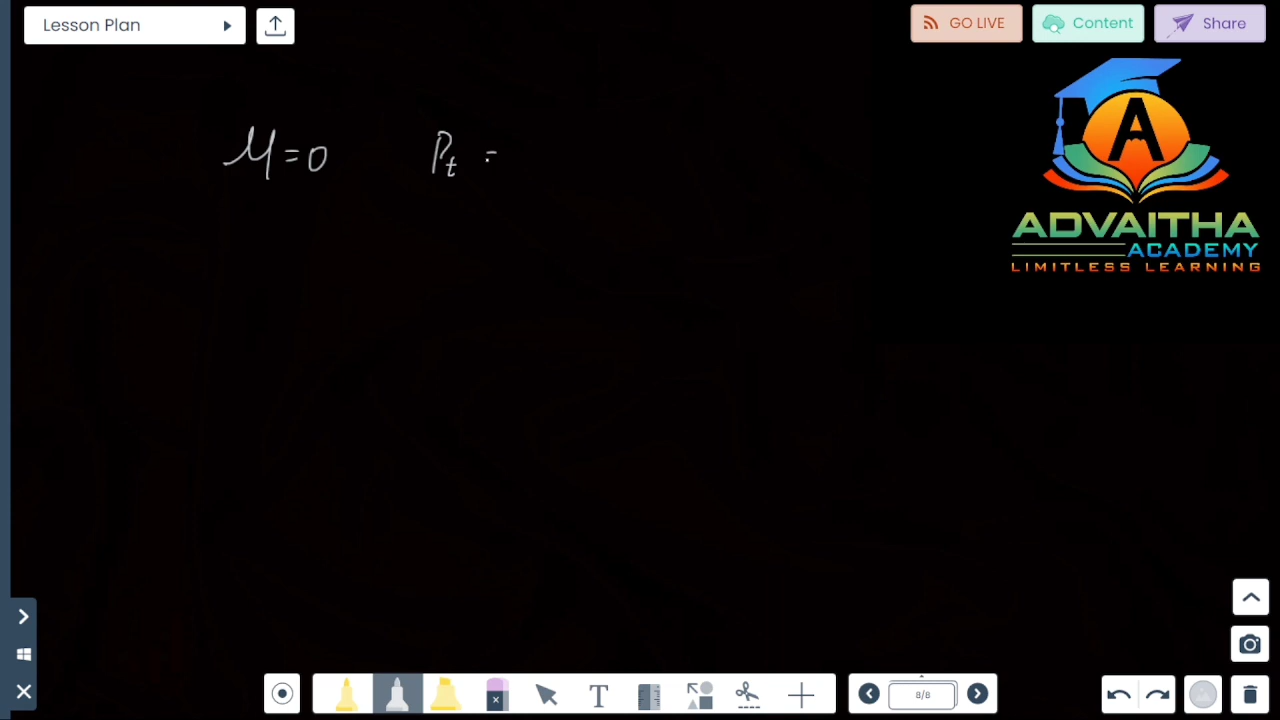 Lesson Plan
GO LIVE
Content
Share
A
ADVAITHA
ACADEMY
LIMITLESS LEARNING
μ=0 Pt =
T
8/8